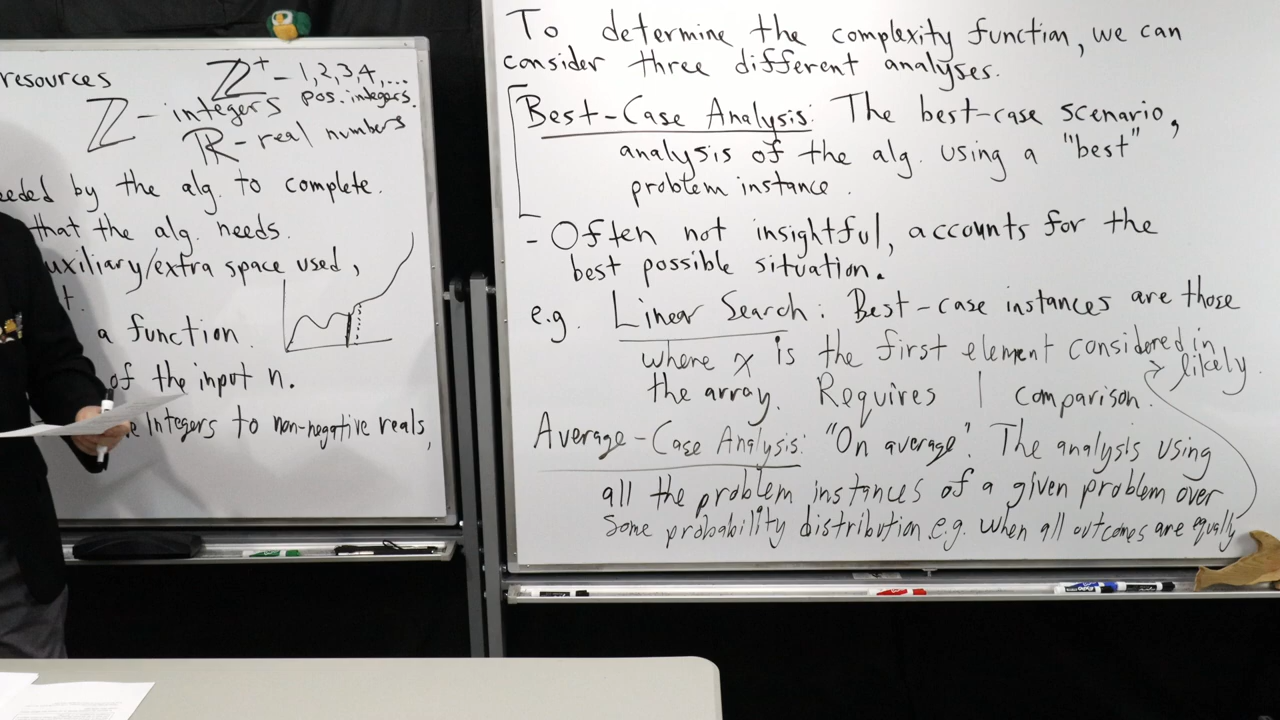 resources
ℤ⁺ - 1,2,3,4,...
pos. integers.
ℤ - integers
ℝ - real numbers
by the alg. to complete.
that the alg. needs.
space used,
a function
of the input n.
Integers to non-negative reals,
To determine the complexity function, we can
consider three different analyses.
Best-Case Analysis: The best-case scenario,
analysis of the alg. using a "best"
problem instance.
- Often not insightful, accounts for the
best possible situation.
e.g. Linear Search: Best-case instances are those
where x is the first element considered in
the array. Requires 1 comparison.
Average-Case Analysis: "On average". The analysis using
all the problem instances of a given problem over
some probability distribution e.g. when all outcomes are equally
likely.